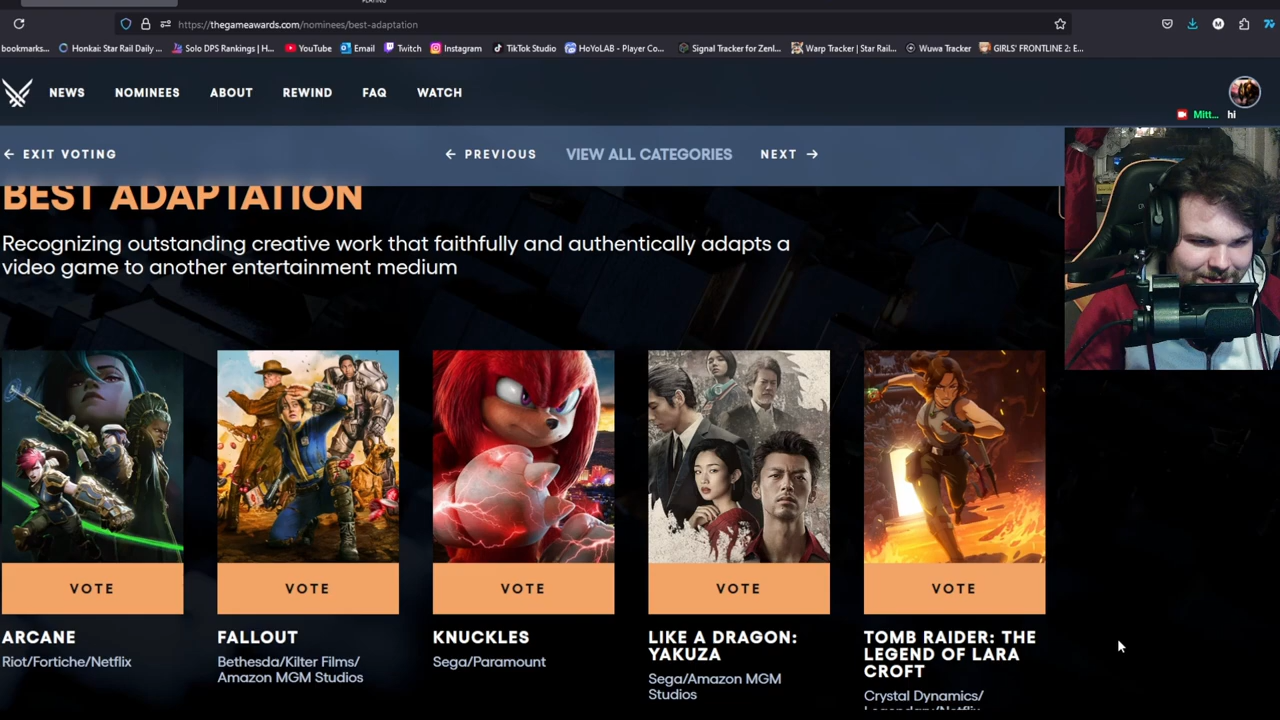 https://thegameawards.com/nominees/best-adaptation
bookmarks... Honkai: Star Rail Daily ... Solo DPS Rankings | H... YouTube Email Twitch Instagram TikTok Studio HoYoLAB - Player Co... Signal Tracker for Zenl... Warp Tracker | Star Rail... Wuwa Tracker GIRLS' FRONTLINE 2: E...
NEWS NOMINEES ABOUT REWIND FAQ WATCH
Mitt... hi
← EXIT VOTING ← PREVIOUS VIEW ALL CATEGORIES NEXT →
BEST ADAPTATION
Recognizing outstanding creative work that faithfully and authentically adapts a
video game to another entertainment medium
VOTE VOTE VOTE VOTE VOTE
ARCANE
Riot/Fortiche/Netflix
FALLOUT
Bethesda/Kilter Films/
Amazon MGM Studios
KNUCKLES
Sega/Paramount
LIKE A DRAGON:
YAKUZA
Sega/Amazon MGM
Studios
TOMB RAIDER: THE
LEGEND OF LARA
CROFT
Crystal Dynamics/
Legendary/Netflix